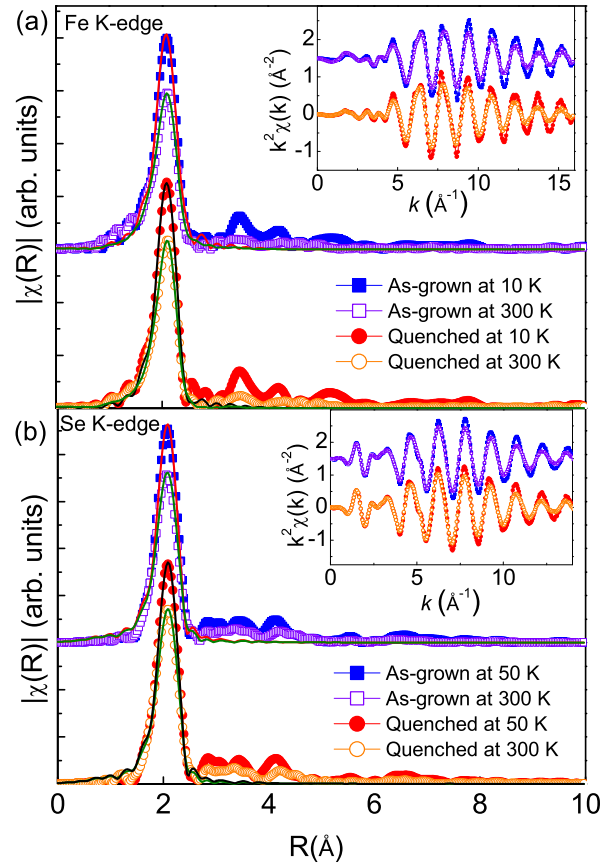 (a) Fe K-edge
2
1
0
-1
k²χ(k) (Å⁻²)
0 5 10 15
k (Å⁻¹)
|χ(R)| (arb. units)
As-grown at 10 K
As-grown at 300 K
Quenched at 10 K
Quenched at 300 K
(b) Se K-edge
2
1
0
-1
k²χ(k) (Å⁻²)
0 5 10
k (Å⁻¹)
|χ(R)| (arb. units)
As-grown at 50 K
As-grown at 300 K
Quenched at 50 K
Quenched at 300 K
0 2 4 6 8 10
R(Å)